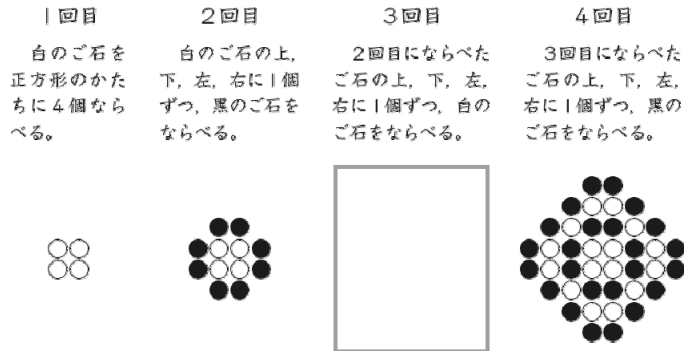 1回目
白のご石を
正方形のかた
ちに4個なら
べる。
2回目
白のご石の上,
下, 左, 右に1個
ずつ, 黒のご石を
ならべる。
3回目
2回目にならべた
ご石の上, 下, 左,
右に1個ずつ, 白の
ご石をならべる。
4回目
3回目にならべた
ご石の上, 下, 左,
右に1個ずつ, 黒の
ご石をならべる。